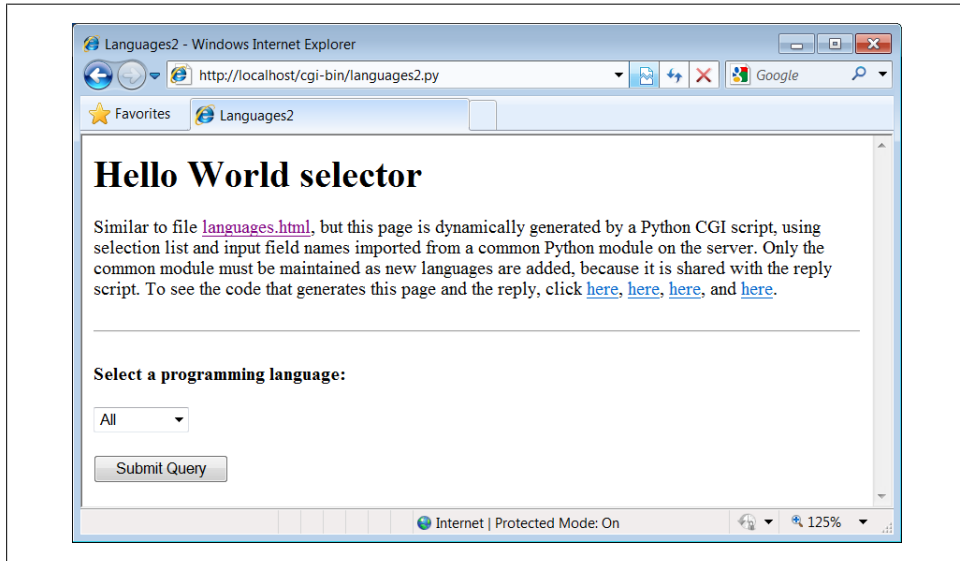 Languages2 - Windows Internet Explorer
http://localhost/cgi-bin/languages2.py
Google
Favorites
Languages2
Hello World selector
Similar to file languages.html, but this page is dynamically generated by a Python CGI script, using
selection list and input field names imported from a common Python module on the server. Only the
common module must be maintained as new languages are added, because it is shared with the reply
script. To see the code that generates this page and the reply, click here, here, here, and here.
Select a programming language:
All
Submit Query
Internet | Protected Mode: On
125%